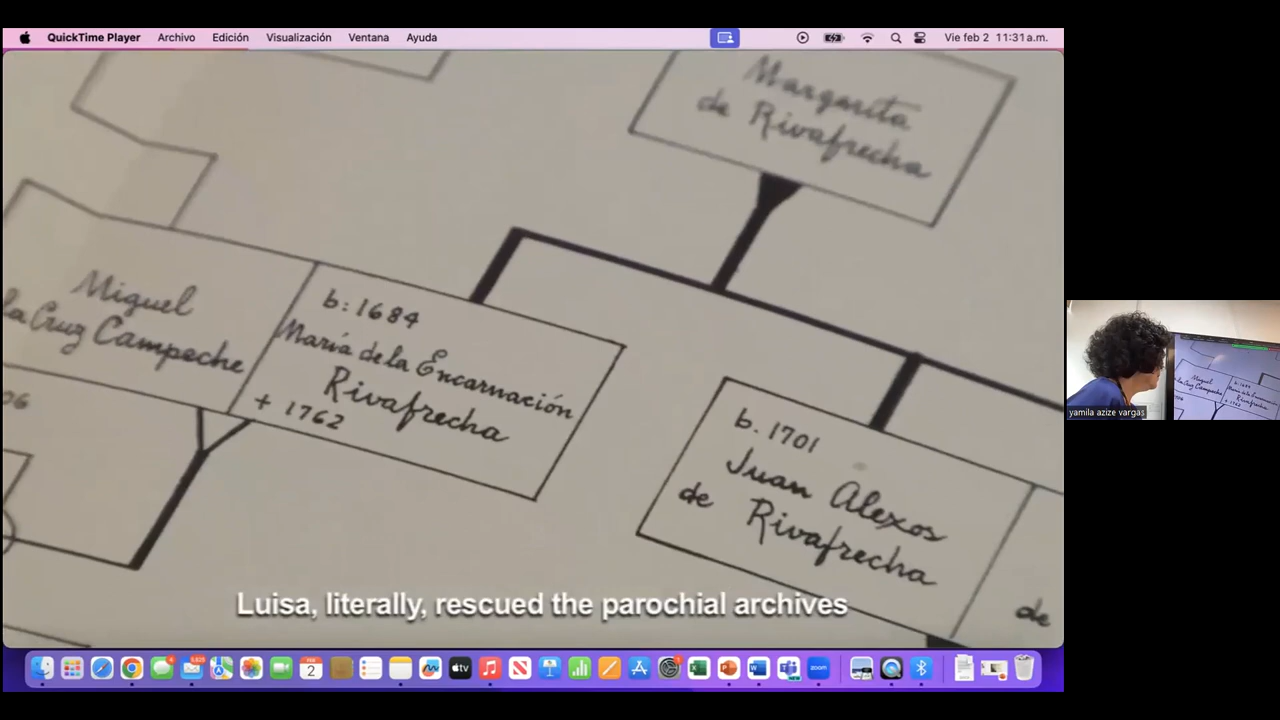 QuickTime Player Archivo Edición Visualización Ventana Ayuda
Vie feb 2 11:31 a.m.
Margarita
de Rivafrecha
Miguel
la Cruz Campeche
b: 1684
María de la Encarnación
Rivafrecha
+ 1762
06
b. 1701
Juan Alexos
de Rivafrecha
de
Luisa, literally, rescued the parochial archives
yamila azize vargas
zoom